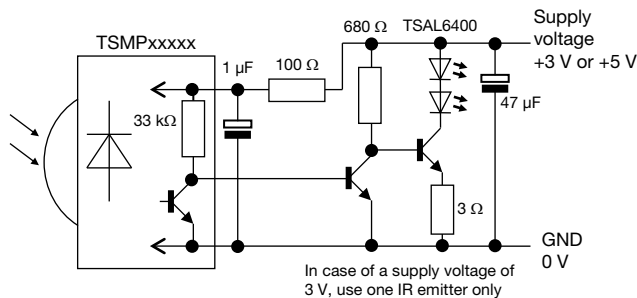 680 Ω
TSAL6400
Supply
voltage
+3 V or +5 V
TSMPxxxxx
1 µF
100 Ω
33 kΩ
47 µF
3 Ω
GND
0 V
In case of a supply voltage of
3 V, use one IR emitter only